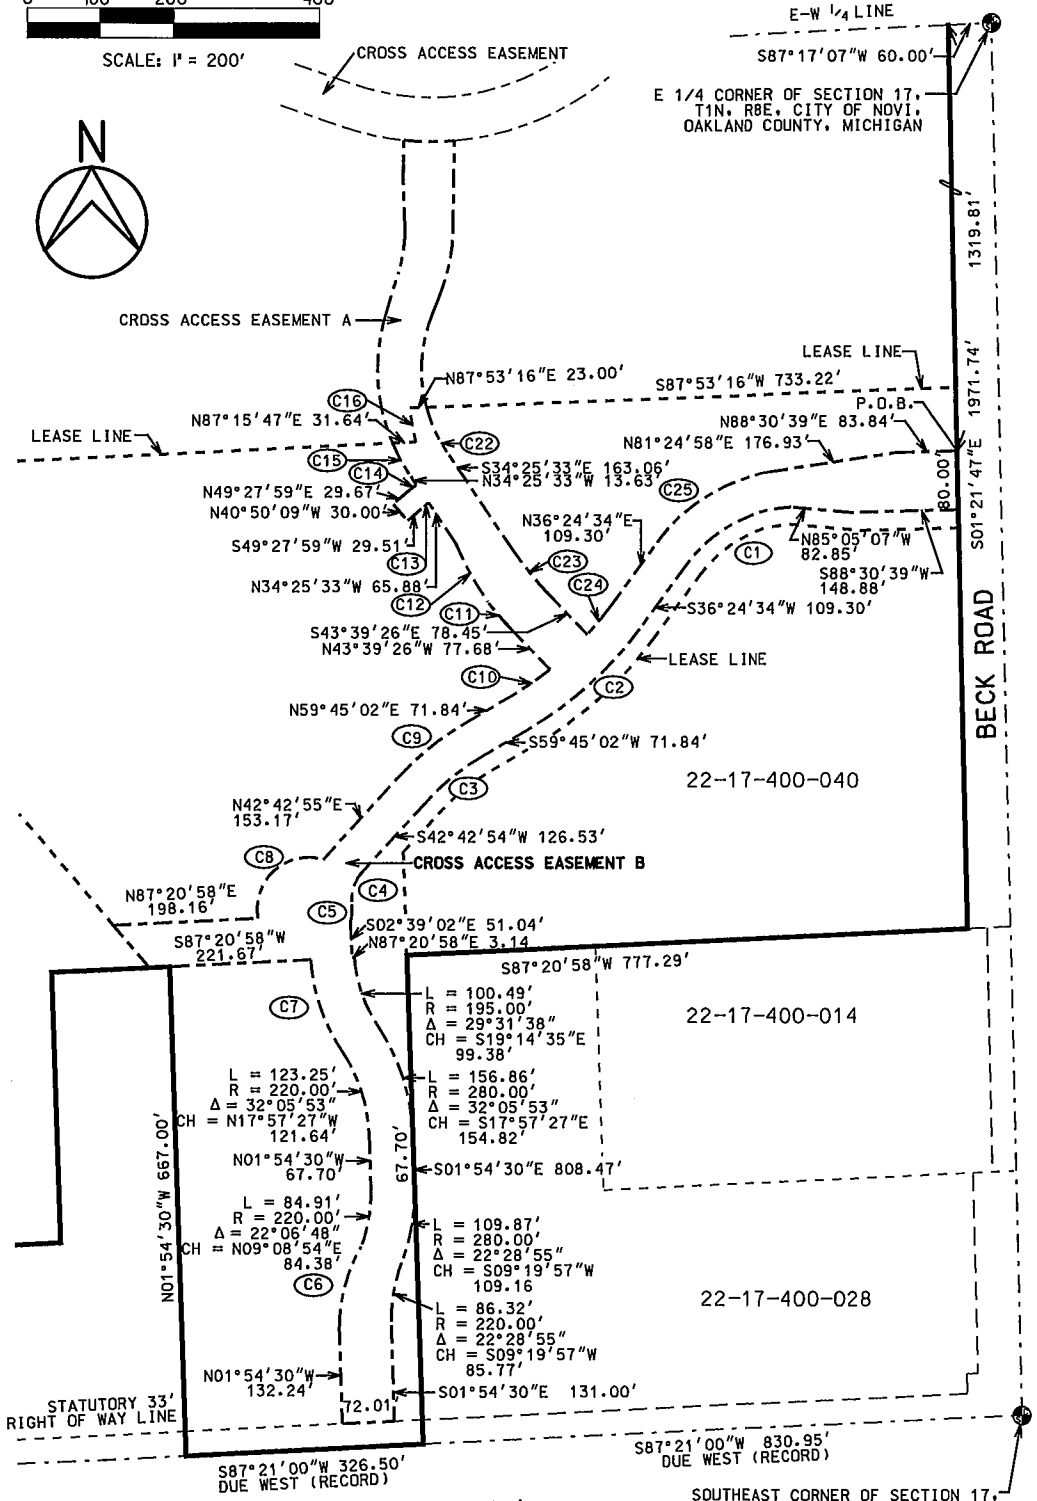 0 100 200 400
SCALE: 1" = 200'
N
E-W 1/4 LINE
S87°17'07"W 60.00'
E 1/4 CORNER OF SECTION 17,
T1N, R8E, CITY OF NOVI,
OAKLAND COUNTY, MICHIGAN
CROSS ACCESS EASEMENT
1319.81'
CROSS ACCESS EASEMENT A
LEASE LINE
1971.74'
S01°21'47"E
N87°53'16"E 23.00'
S87°53'16"W 733.22'
P.O.B.
C16
N87°15'47"E 31.64'
N88°30'39"E 83.84'
LEASE LINE
C22
N81°24'58"E 176.93'
C15
C14
S34°25'33"E 163.06'
N34°25'33"W 13.63'
C25
80.00'
N49°27'59"E 29.67'
N40°50'09"W 30.00'
N36°24'34"E
109.30'
S49°27'59"W 29.51'
C13
C23
C1
N85°05'07"W
82.85'
N34°25'33"W 65.88'
C24
S88°30'39"W
148.88'
C12
C11
S36°24'34"W 109.30'
S43°39'26"E 78.45'
N43°39'26"W 77.68'
BECK ROAD
LEASE LINE
C10
C2
N59°45'02"E 71.84'
C9
S59°45'02"W 71.84'
22-17-400-040
C3
N42°42'55"E
153.17'
S42°42'54"W 126.53'
C8
CROSS ACCESS EASEMENT B
N87°20'58"E
198.16'
C4
C5
S02°39'02"E 51.04'
N87°20'58"E 3.14
S87°20'58"W
221.67'
S87°20'58"W 777.29'
C7
L = 100.49'
R = 195.00'
Δ = 29°31'38"
CH = S19°14'35"E
99.38'
22-17-400-014
L = 123.25'
R = 220.00'
Δ = 32°05'53"
CH = N17°57'27"W
121.64'
L = 156.86'
R = 280.00'
Δ = 32°05'53"
CH = S17°57'27"E
154.82'
N01°54'30"W 667.00'
67.70'
N01°54'30"W
67.70'
S01°54'30"E 808.47'
L = 84.91'
R = 220.00'
Δ = 22°06'48"
CH = N09°08'54"E
84.38'
L = 109.87'
R = 280.00'
Δ = 22°28'55"
CH = S09°19'57"W
109.16
C6
22-17-400-028
L = 86.32'
R = 220.00'
Δ = 22°28'55"
CH = S09°19'57"W
85.77'
N01°54'30"W
132.24'
S01°54'30"E 131.00'
72.01
STATUTORY 33'
RIGHT OF WAY LINE
S87°21'00"W 326.50'
DUE WEST (RECORD)
S87°21'00"W 830.95'
DUE WEST (RECORD)
SOUTHEAST CORNER OF SECTION 17,